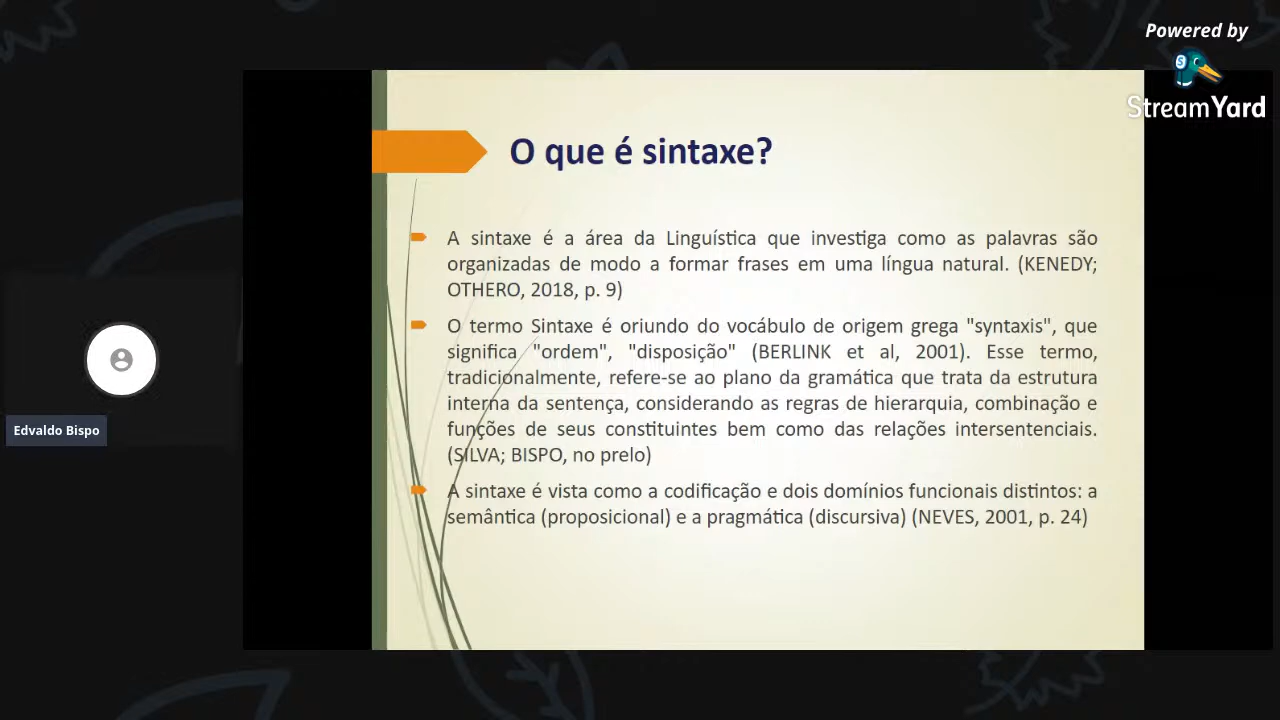 Powered by
StreamYard
O que é sintaxe?
A sintaxe é a área da Linguística que investiga como as palavras são
organizadas de modo a formar frases em uma língua natural. (KENEDY;
OTHERO, 2018, p. 9)
O termo Sintaxe é oriundo do vocábulo de origem grega "syntaxis", que
significa "ordem", "disposição" (BERLINK et al, 2001). Esse termo,
tradicionalmente, refere-se ao plano da gramática que trata da estrutura
interna da sentença, considerando as regras de hierarquia, combinação e
funções de seus constituintes bem como das relações intersentenciais.
(SILVA; BISPO, no prelo)
A sintaxe é vista como a codificação e dois domínios funcionais distintos: a
semântica (proposicional) e a pragmática (discursiva) (NEVES, 2001, p. 24)
Edvaldo Bispo